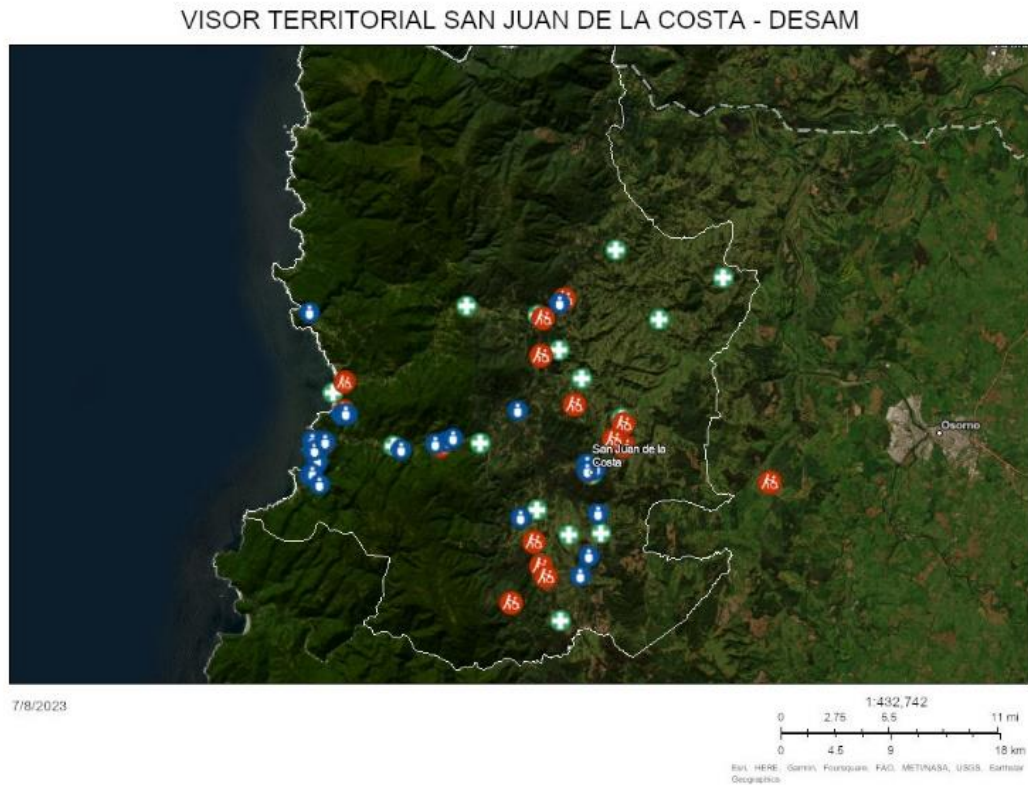 VISOR TERRITORIAL SAN JUAN DE LA COSTA - DESAM
Osorno
San Juan de la
Costa
7/8/2023
1:432,742
0 2.75 5.5 11 mi
0 4.5 9 18 km
Esri, HERE, Garmin, Foursquare, FAO, METI/NASA, USGS, Earthstar
Geographics